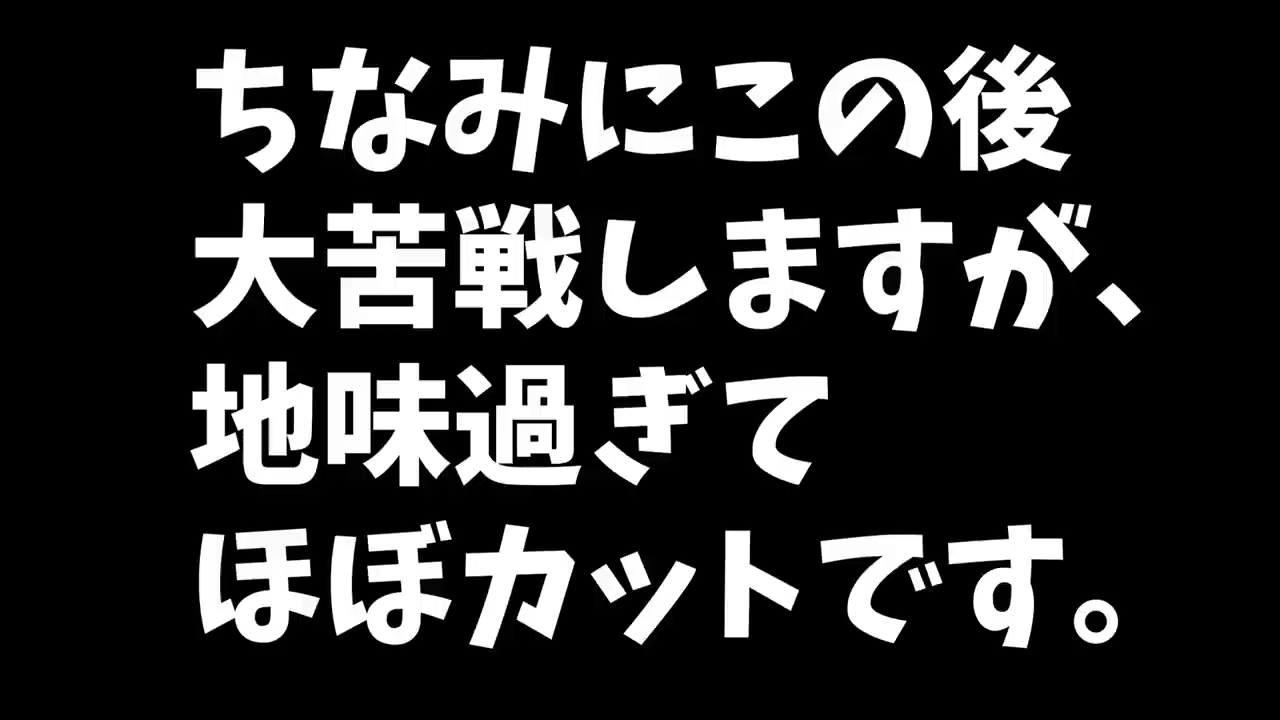 ちなみにこの後
大苦戦しますが、
地味過ぎて
ほぼカットです。